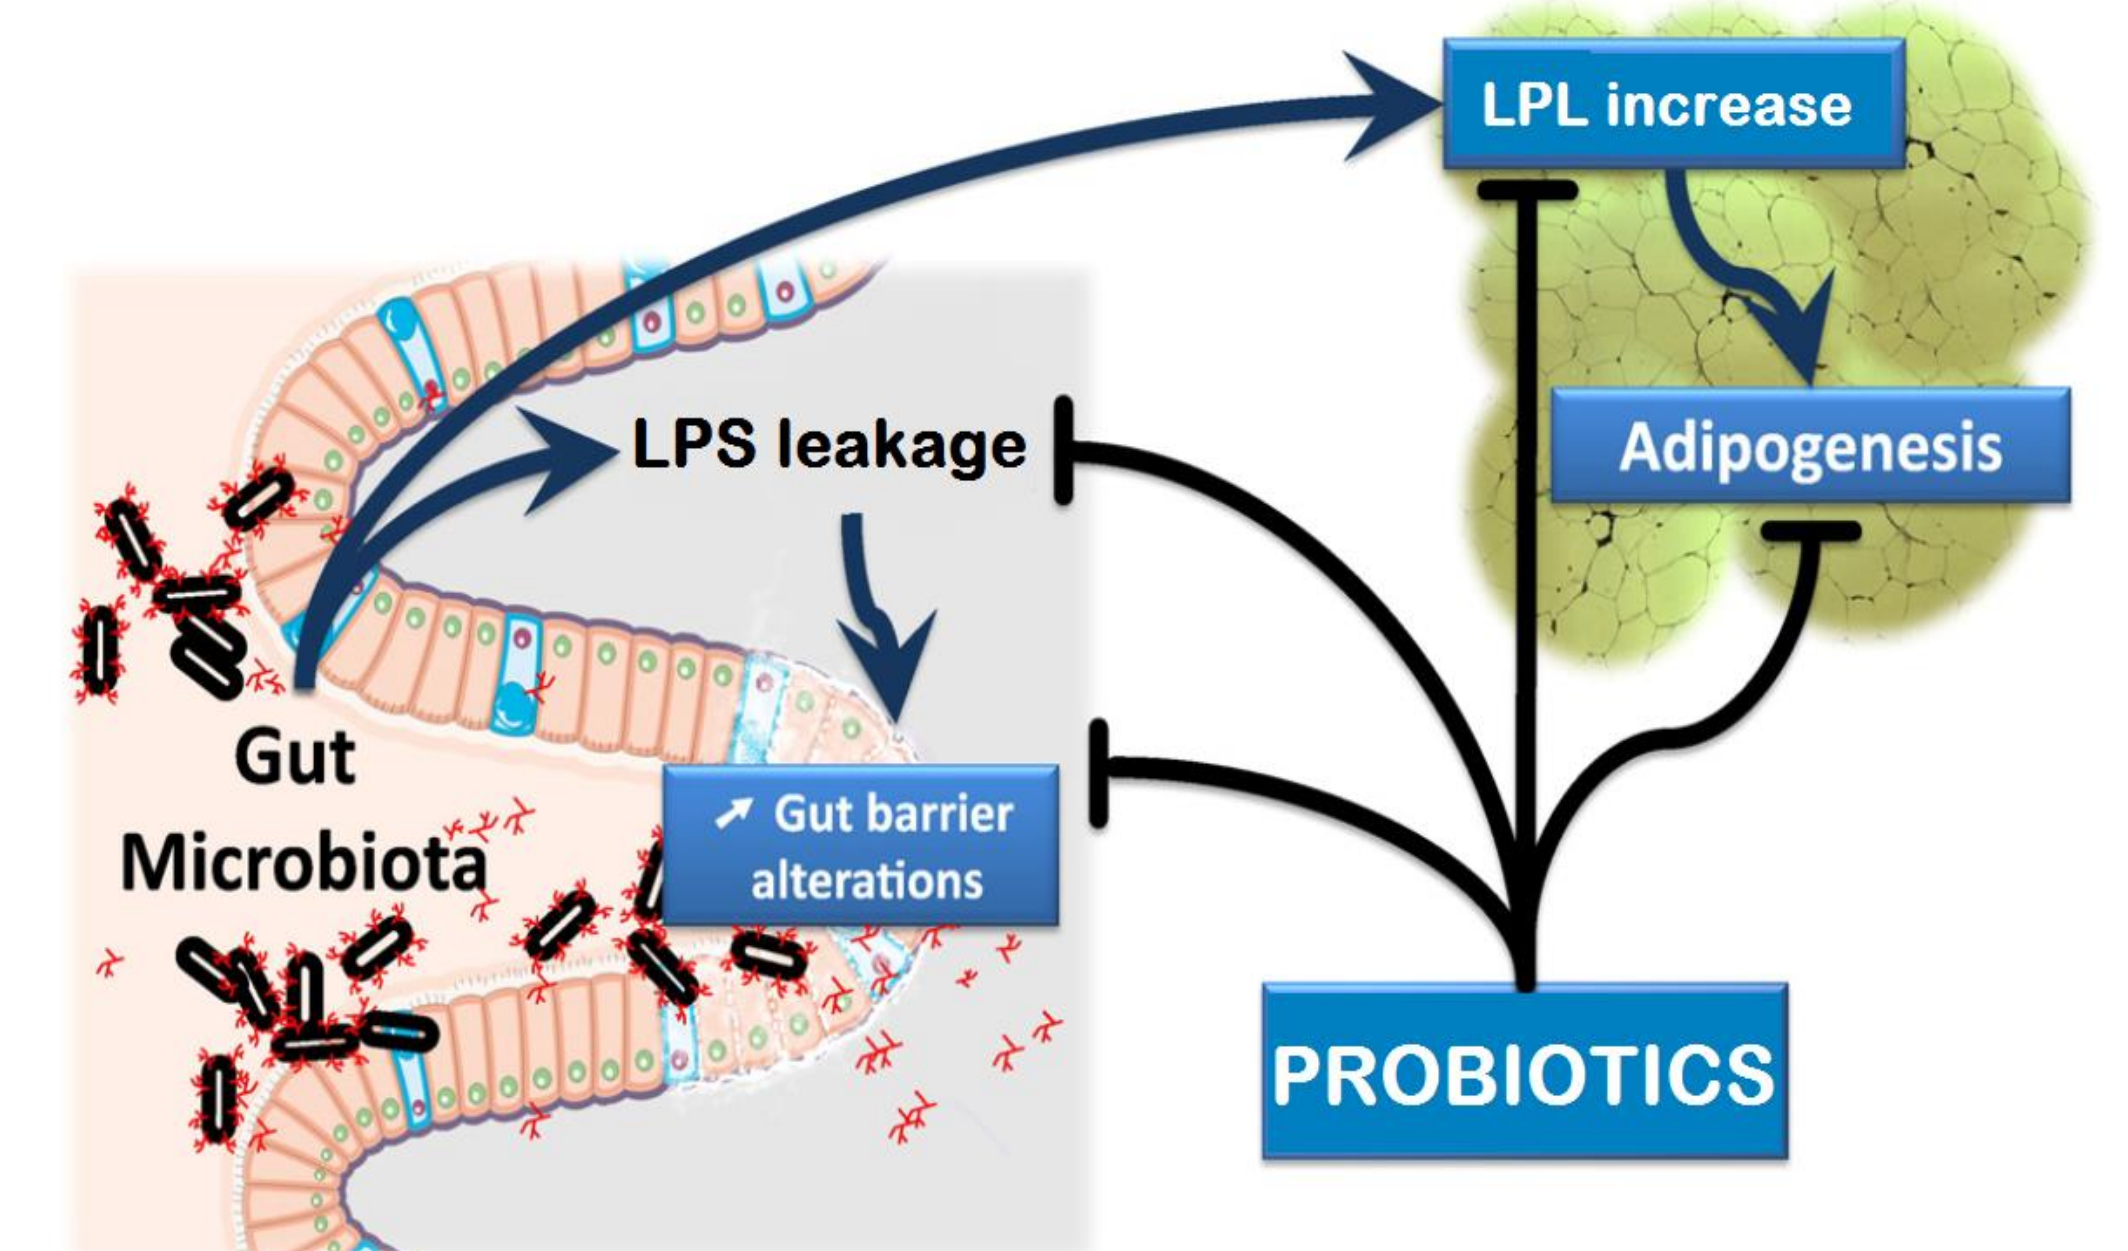 LPL increase
LPS leakage
Adipogenesis
Gut
Microbiota
↗ Gut barrier
alterations
PROBIOTICS